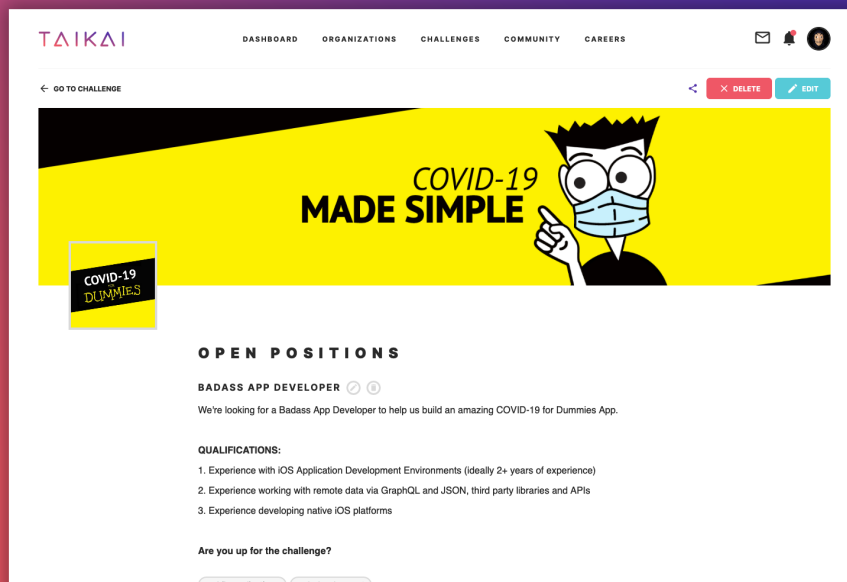 TAIKAI
DASHBOARD ORGANIZATIONS CHALLENGES COMMUNITY CAREERS
GO TO CHALLENGE
DELETE EDIT
COVID-19
MADE SIMPLE
COVID-19
FOR
DUMMIES
OPEN POSITIONS
BADASS APP DEVELOPER
We're looking for a Badass App Developer to help us build an amazing COVID-19 for Dummies App.
QUALIFICATIONS:
1. Experience with iOS Application Development Environments (ideally 2+ years of experience)
2. Experience working with remote data via GraphQL and JSON, third party libraries and APIs
3. Experience developing native iOS platforms
Are you up for the challenge?